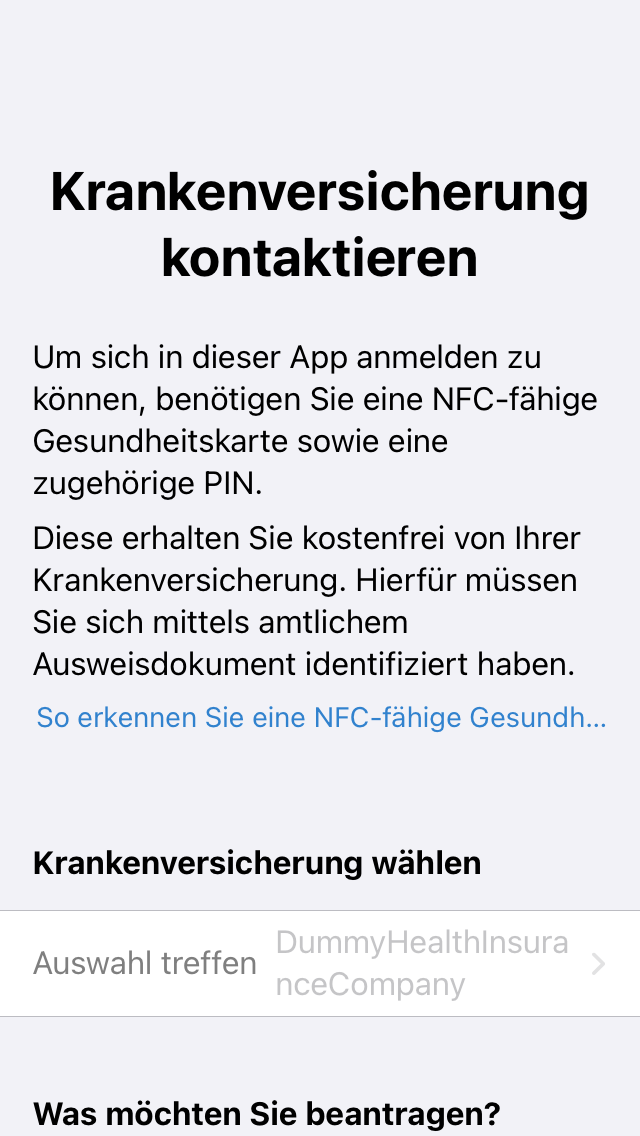 Krankenversicherung
kontaktieren
Um sich in dieser App anmelden zu
können, benötigen Sie eine NFC-fähige
Gesundheitskarte sowie eine
zugehörige PIN.
Diese erhalten Sie kostenfrei von Ihrer
Krankenversicherung. Hierfür müssen
Sie sich mittels amtlichem
Ausweisdokument identifiziert haben.
So erkennen Sie eine NFC-fähige Gesundh...
Krankenversicherung wählen
Auswahl treffen
DummyHealthInsura
nceCompany
Was möchten Sie beantragen?